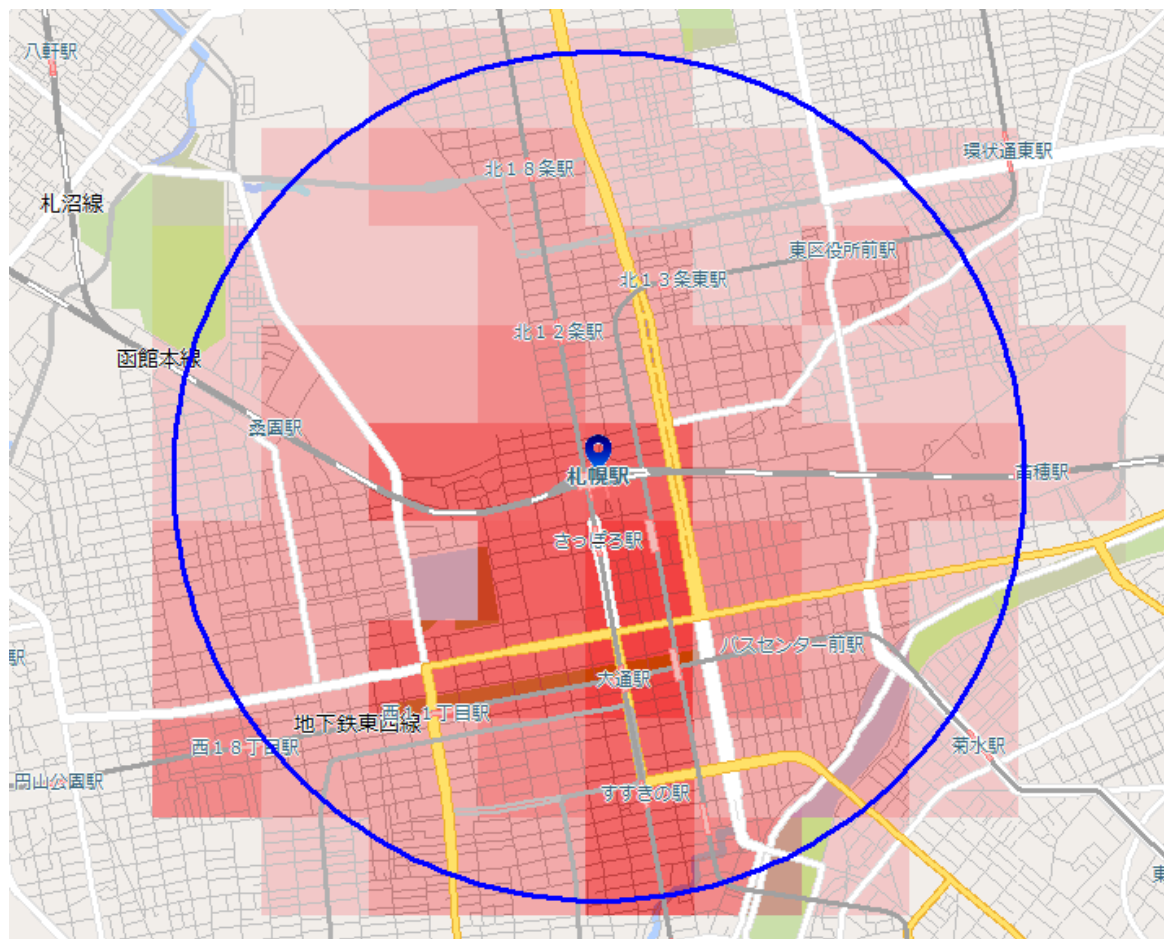 八軒駅
環状通東駅
北１８条駅
札沼線
東区役所前駅
北１３条東駅
北１２条駅
函館本線
桑園駅
苗穂駅
札幌駅
さっぽろ駅
バスセンター前駅
駅
大通駅
西１１丁目駅
地下鉄東西線
西１８丁目駅
菊水駅
円山公園駅
すすきの駅
東